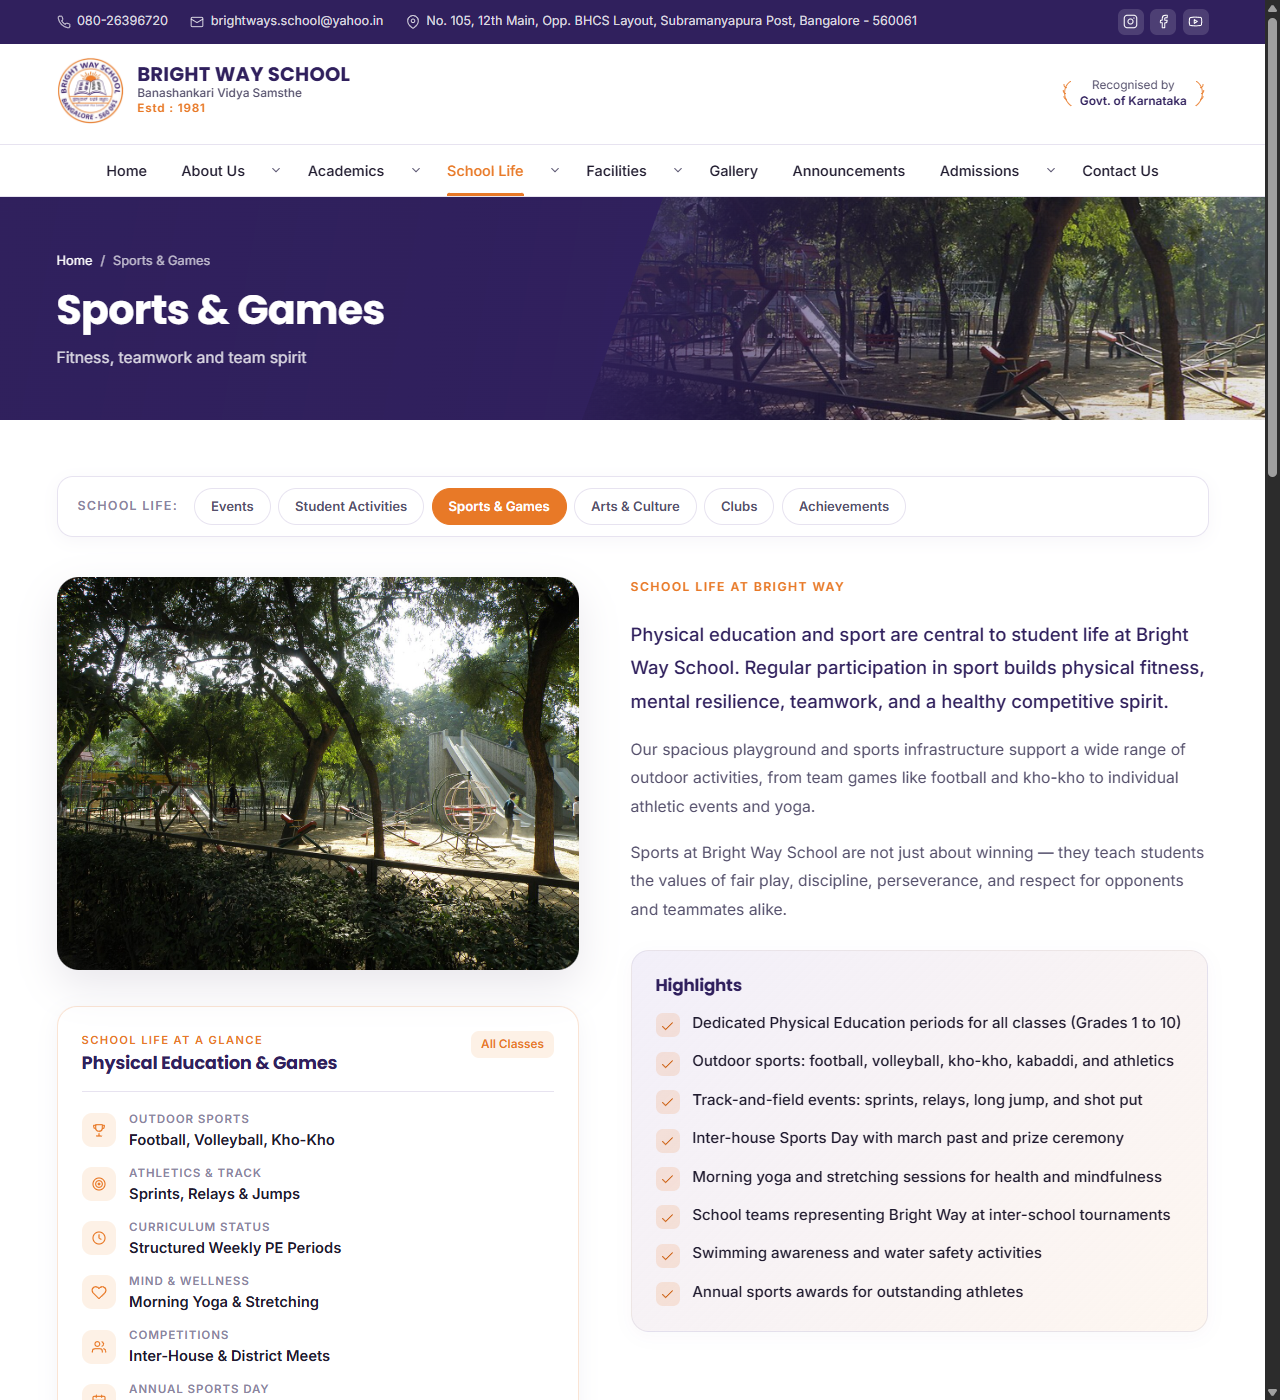 080-26396720
brightways.school@yahoo.in
No. 105, 12th Main, Opp. BHCS Layout, Subramanyapura Post, Bangalore - 560061
BRIGHT WAY SCHOOL
BANGALORE - 560 061
BRIGHT WAY SCHOOL
Banashankari Vidya Samsthe
Estd : 1981
Recognised by
Govt. of Karnataka
Home
About Us
Academics
School Life
Facilities
Gallery
Announcements
Admissions
Contact Us
Home / Sports & Games
Sports & Games
Fitness, teamwork and team spirit
SCHOOL LIFE:
Events
Student Activities
Sports & Games
Arts & Culture
Clubs
Achievements
SCHOOL LIFE AT BRIGHT WAY
Physical education and sport are central to student life at Bright
Way School. Regular participation in sport builds physical fitness,
mental resilience, teamwork, and a healthy competitive spirit.
Our spacious playground and sports infrastructure support a wide range of
outdoor activities, from team games like football and kho-kho to individual
athletic events and yoga.
Sports at Bright Way School are not just about winning — they teach students
the values of fair play, discipline, perseverance, and respect for opponents
and teammates alike.
Highlights
Dedicated Physical Education periods for all classes (Grades 1 to 10)
Outdoor sports: football, volleyball, kho-kho, kabaddi, and athletics
Track-and-field events: sprints, relays, long jump, and shot put
Inter-house Sports Day with march past and prize ceremony
Morning yoga and stretching sessions for health and mindfulness
School teams representing Bright Way at inter-school tournaments
Swimming awareness and water safety activities
Annual sports awards for outstanding athletes
SCHOOL LIFE AT A GLANCE
Physical Education & Games
All Classes
OUTDOOR SPORTS
Football, Volleyball, Kho-Kho
ATHLETICS & TRACK
Sprints, Relays & Jumps
CURRICULUM STATUS
Structured Weekly PE Periods
MIND & WELLNESS
Morning Yoga & Stretching
COMPETITIONS
Inter-House & District Meets
ANNUAL SPORTS DAY